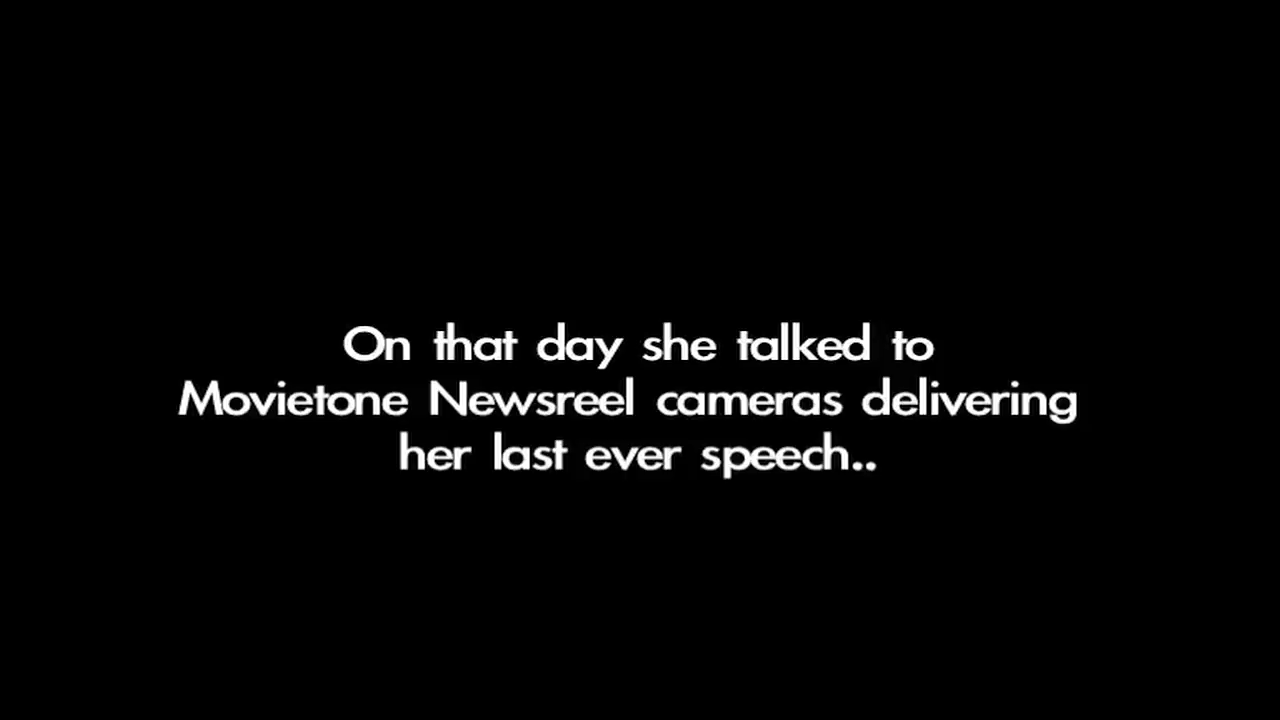 On that day she talked to
Movietone Newsreel cameras delivering
her last ever speech..